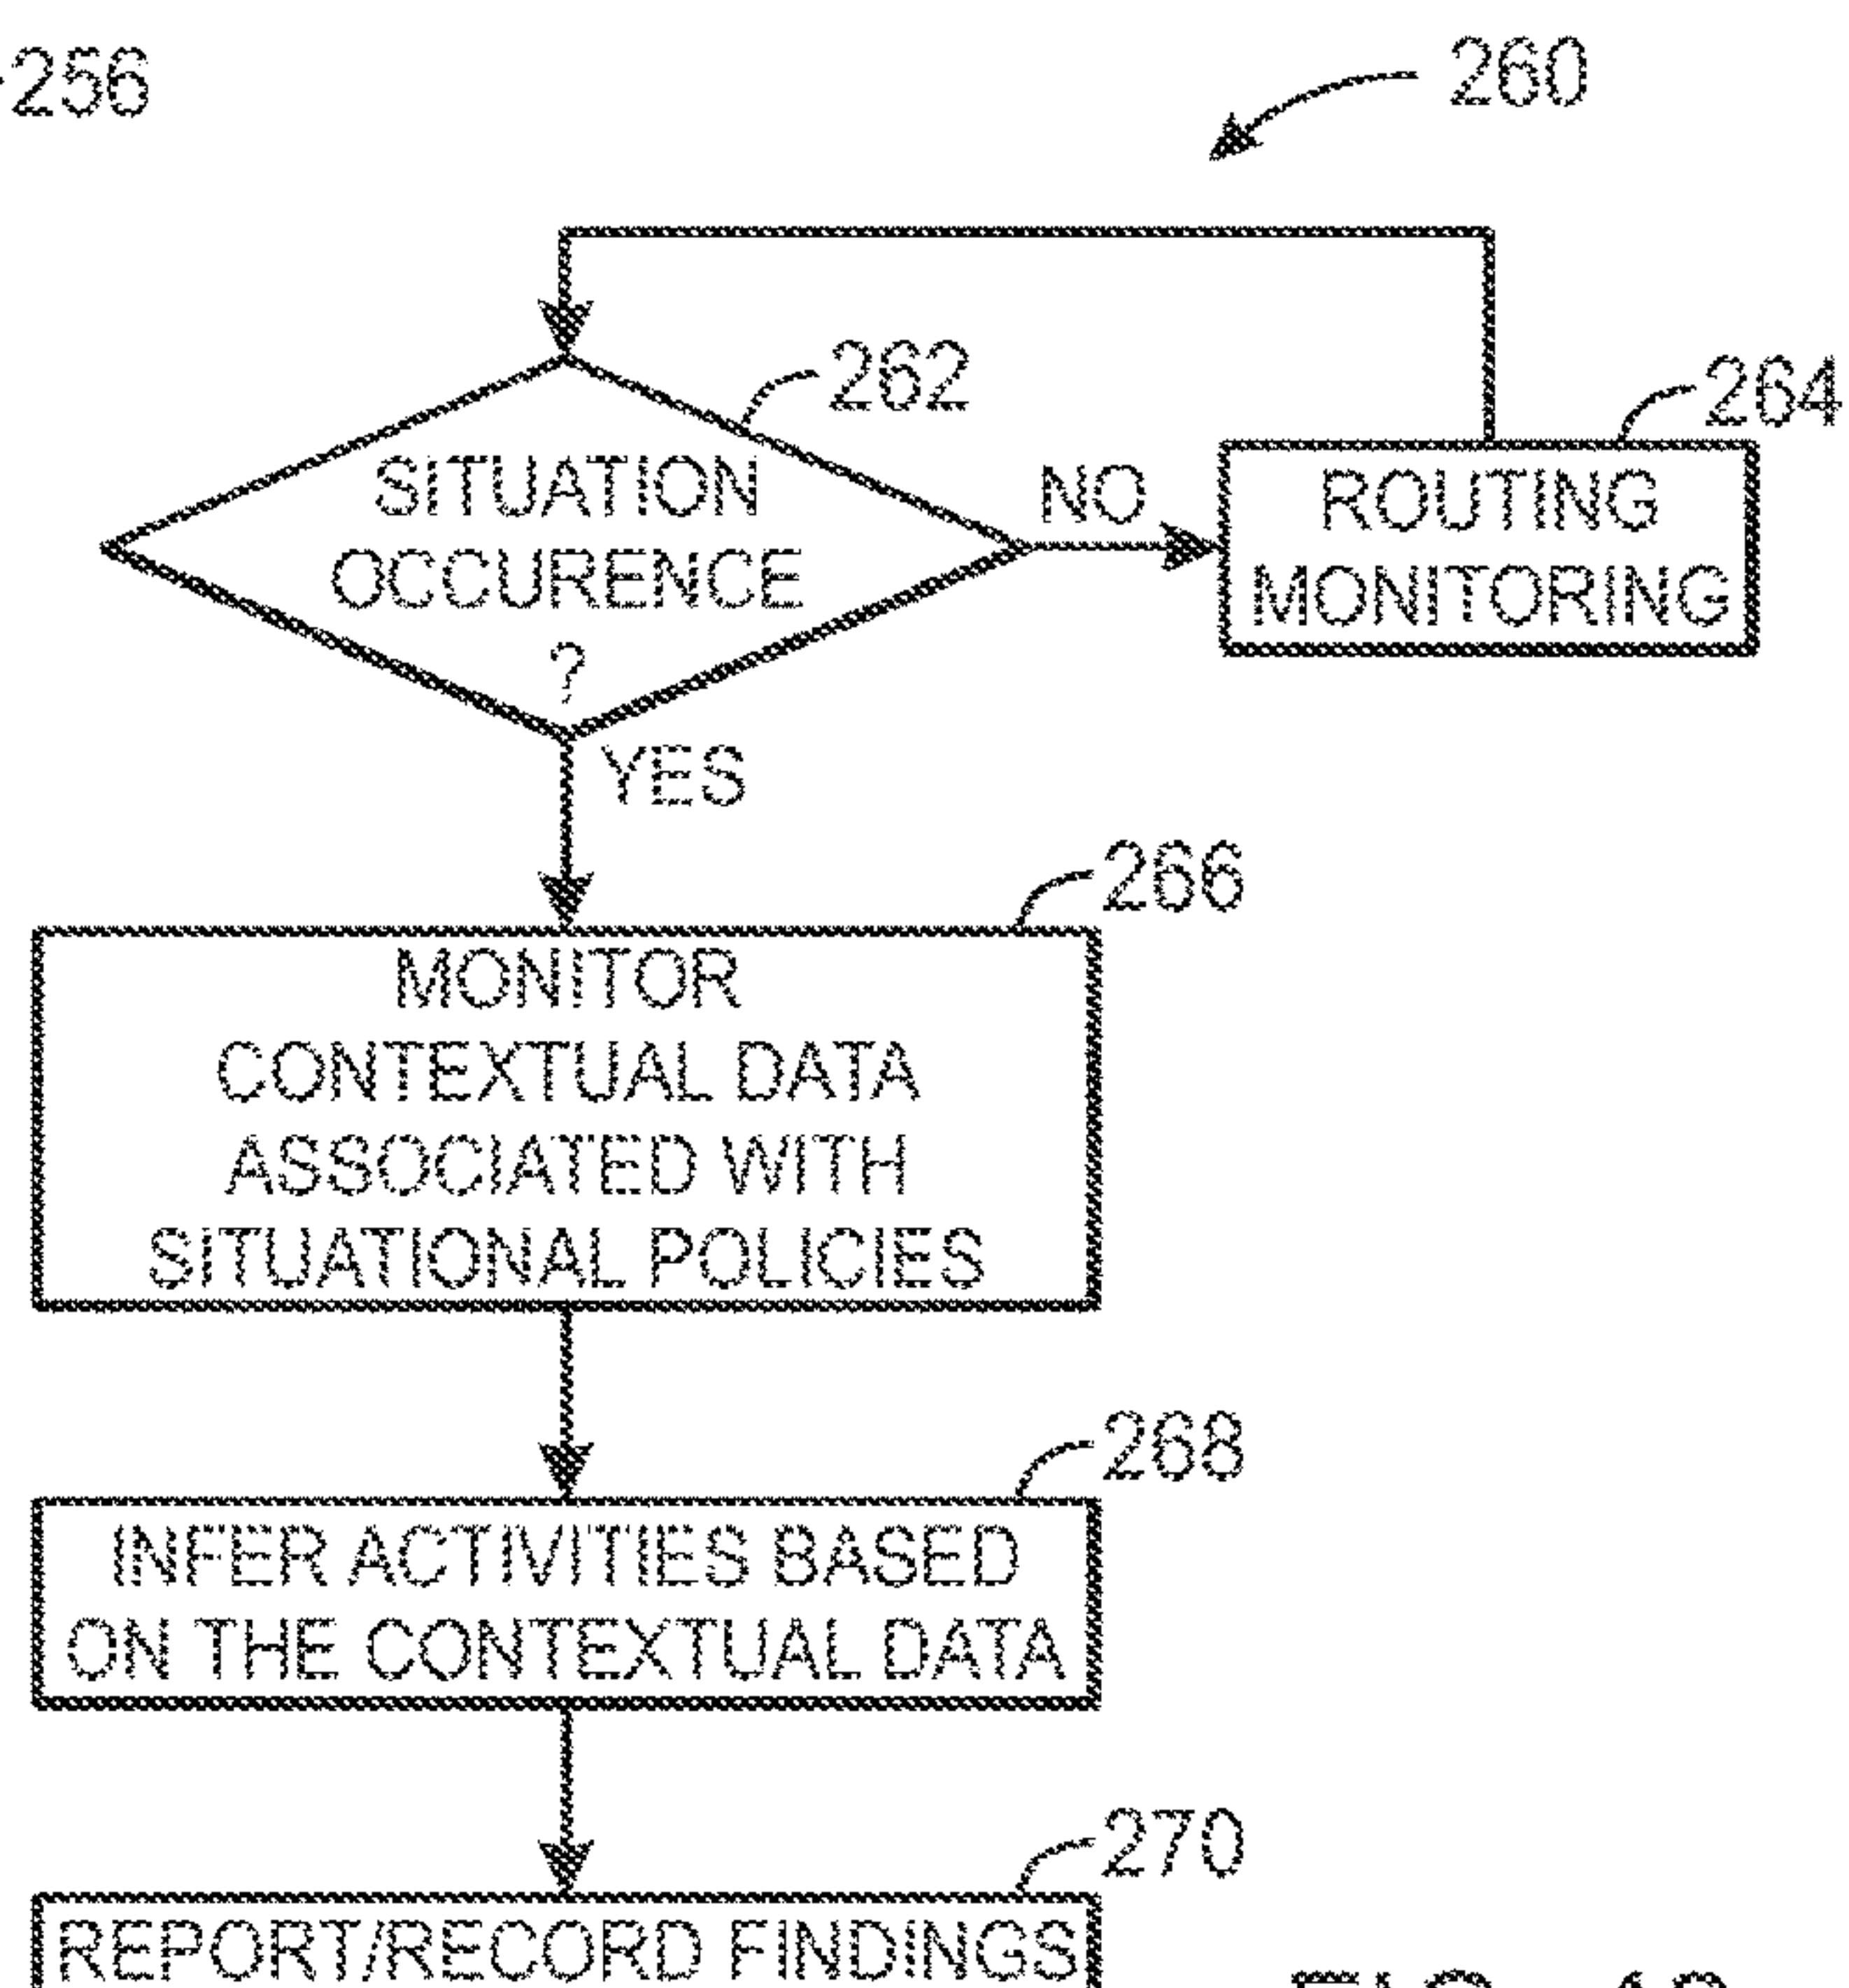 256
260
262
264
SITUATION
OCCURENCE
?
NO
ROUTING
MONITORING
YES
266
MONITOR
CONTEXTUAL DATA
ASSOCIATED WITH
SITUATIONAL POLICIES
268
INFER ACTIVITIES BASED
ON THE CONTEXTUAL DATA
270
REPORT/RECORD FINDINGS